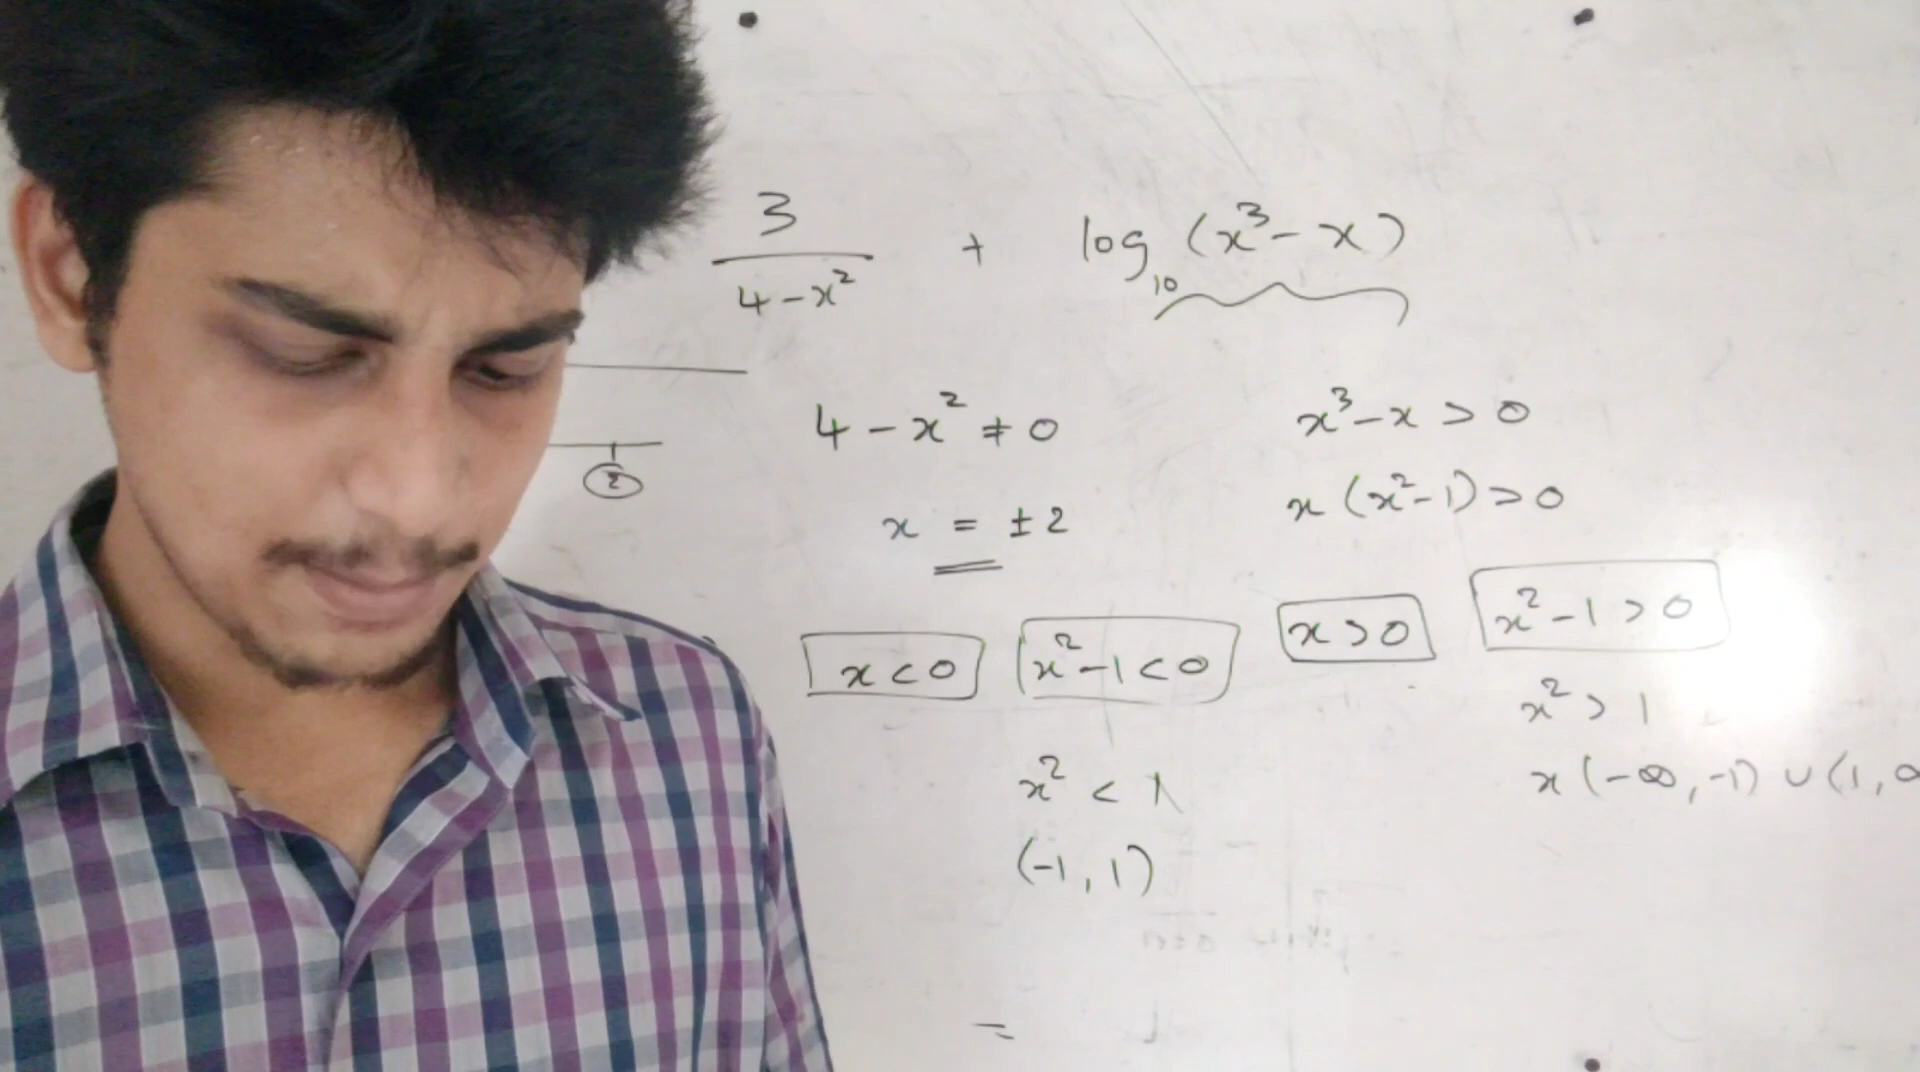 3/(4-x²) + log₁₀(x³-x)
4-x² ≠ 0
x³-x > 0
2
x = ±2
x(x²-1) > 0
x < 0
x²-1 < 0
x > 0
x²-1 > 0
x² > 1
x² < 1
x (-∞, -1) ∪ (1, ∞
(-1, 1)
=